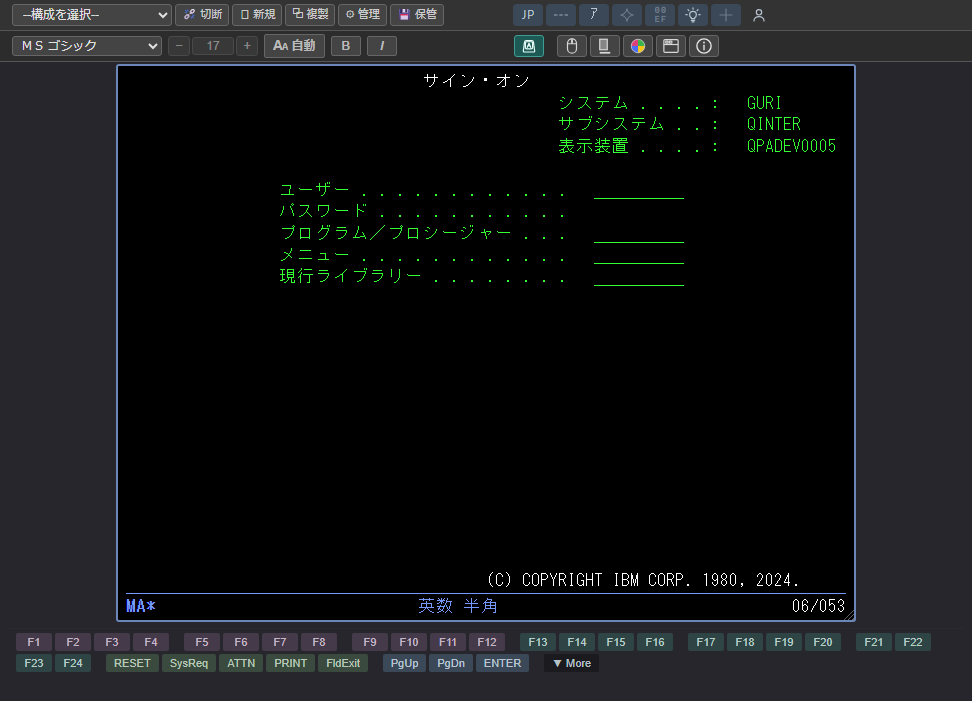 --構成を選択-- 切断 新規 複製 管理 保管 JP --- 7 00 EF
MS ゴシック − 17 + AA 自動 B I
サイン・オン
システム . . . . : GURI
サブシステム . . : QINTER
表示装置 . . . . : QPADEV0005
ユーザー . . . . . . . . . . . .
パスワード . . . . . . . . . . .
プログラム／プロシージャー . . .
メニュー . . . . . . . . . . . .
現行ライブラリー . . . . . . . .
(C) COPYRIGHT IBM CORP. 1980, 2024.
MA* 英数 半角 06/053
F1 F2 F3 F4 F5 F6 F7 F8 F9 F10 F11 F12 F13 F14 F15 F16 F17 F18 F19 F20 F21 F22
F23 F24 RESET SysReq ATTN PRINT FldExit PgUp PgDn ENTER ▼ More